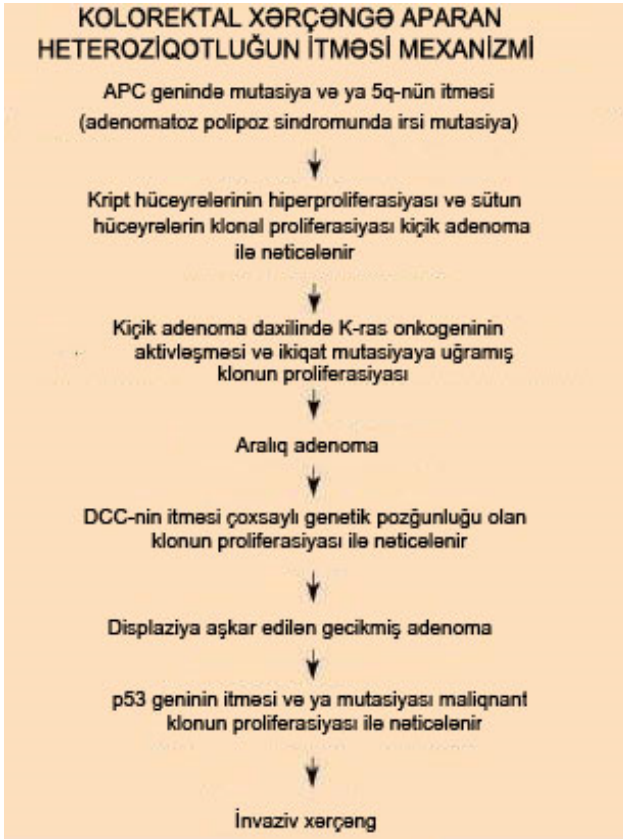 KOLOREKTAL XƏRÇƏNGƏ APARAN
HETEROZİQOTLUĞUN İTMƏSİ MEXANİZMİ
APC genində mutasiya və ya 5q-nün itməsi
(adenomatoz polipoz sindromunda irsi mutasiya)
Kript hüceyrələrinin hiperproliferasiyası və sütun
hüceyrələrin klonal proliferasiyası kiçik adenoma
ilə nəticələnir
Kiçik adenoma daxilində K-ras onkogeninin
aktivləşməsi və ikiqat mutasiyaya uğramış
klonun proliferasiyası
Aralıq adenoma
DCC-nin itməsi çoxsaylı genetik pozğunluğu olan
klonun proliferasiyası ilə nəticələnir
Displaziya aşkar edilən gecikmiş adenoma
p53 geninin itməsi və ya mutasiyası maliqnant
klonun proliferasiyası ilə nəticələnir
İnvaziv xərçəng